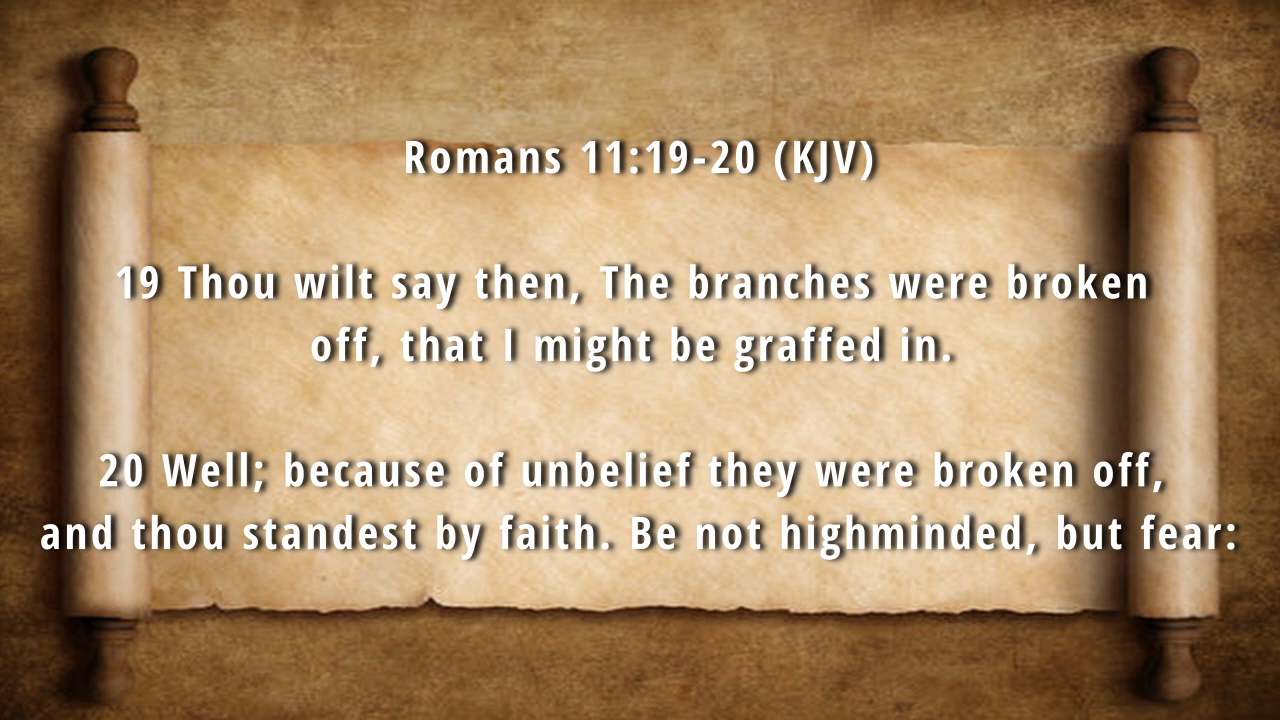 Romans 11:19-20 (KJV)
19 Thou wilt say then, The branches were broken
off, that I might be graffed in.
20 Well; because of unbelief they were broken off,
and thou standest by faith. Be not highminded, but fear: